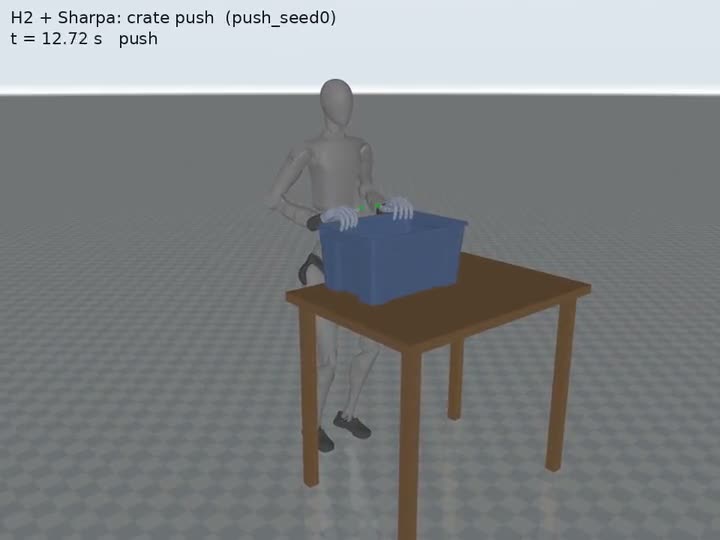 H2 + Sharpa: crate push  (push_seed0)
t = 12.72 s   push